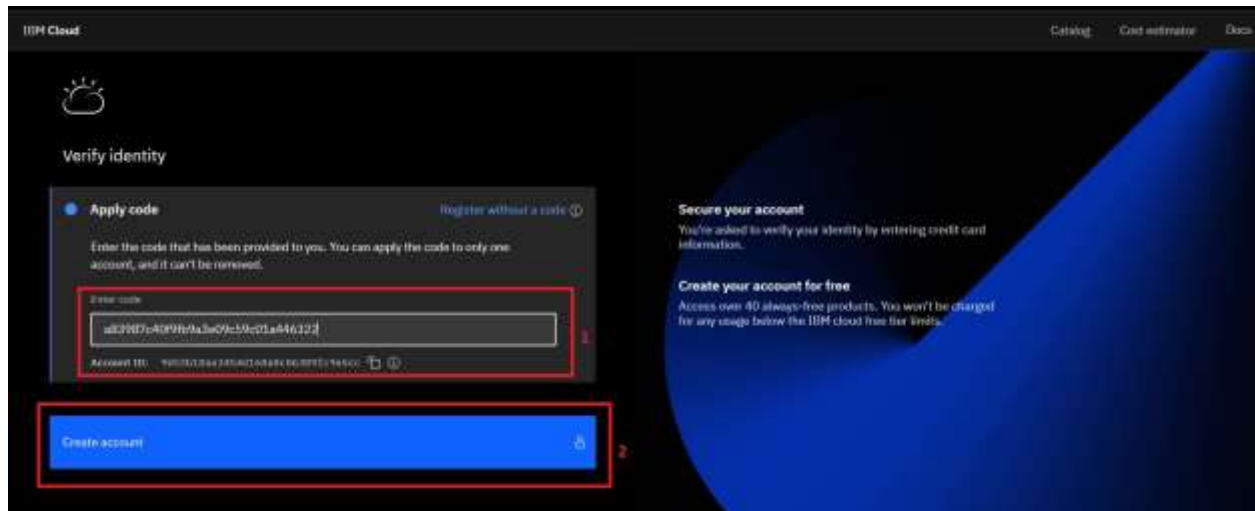 IBM Cloud
Catalog Cost estimator Docs
Verify identity
Apply code
Register without a code
Enter the code that has been provided to you. You can apply the code to only one
account, and it can't be removed.
Enter code
1
Account ID:
Create account
2
Secure your account
You're asked to verify your identity by entering credit card
information.
Create your account for free
Access over 40 always-free products. You won't be charged
for any usage below the IBM cloud free tier limits.